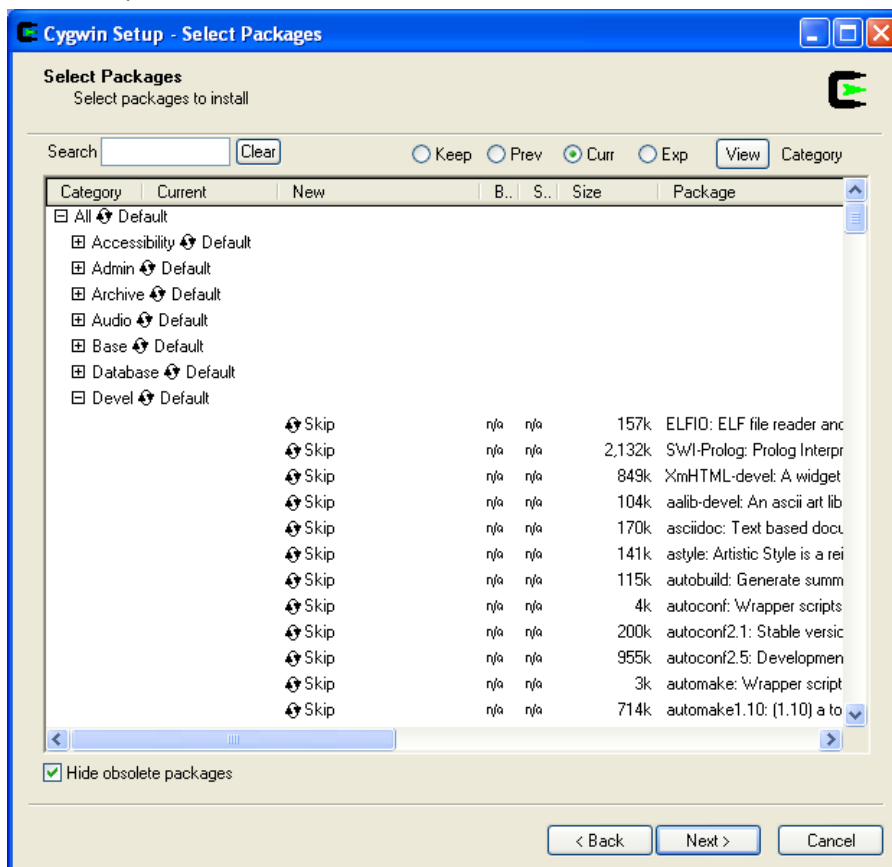 Cygwin Setup - Select Packages
Select Packages
Select packages to install
Search Clear Keep Prev Curr Exp View Category
Category Current New B.. S.. Size Package
All Default
Accessibility Default
Admin Default
Archive Default
Audio Default
Base Default
Database Default
Devel Default
Skip n/a n/a 157k ELFIO: ELF file reader and
Skip n/a n/a 2,132k SWI-Prolog: Prolog Interpr
Skip n/a n/a 849k XmHTML-devel: A widget
Skip n/a n/a 104k aalib-devel: An ascii art lib
Skip n/a n/a 170k asciidoc: Text based docu
Skip n/a n/a 141k astyle: Artistic Style is a rei
Skip n/a n/a 115k autobuild: Generate summ
Skip n/a n/a 4k autoconf: Wrapper scripts
Skip n/a n/a 200k autoconf2.1: Stable versic
Skip n/a n/a 955k autoconf2.5: Developmen
Skip n/a n/a 3k automake: Wrapper script
Skip n/a n/a 714k automake1.10: (1.10) a to
Hide obsolete packages
< Back Next > Cancel